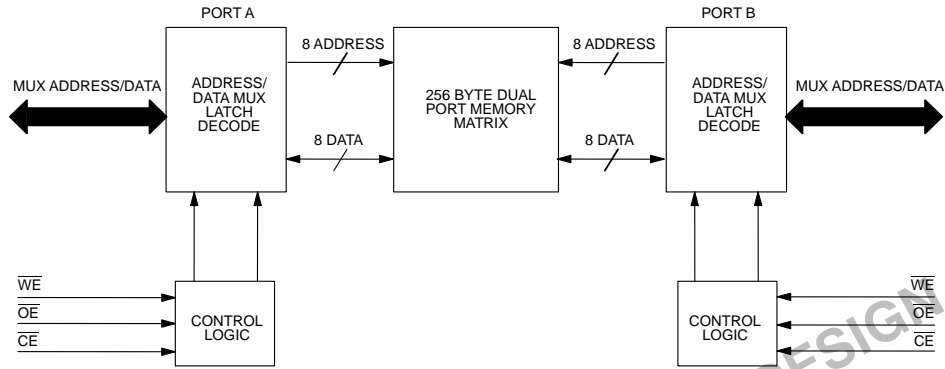 PORT A
PORT B
8 ADDRESS
8 ADDRESS
MUX ADDRESS/DATA
ADDRESS/
DATA MUX
LATCH
DECODE
256 BYTE DUAL
PORT MEMORY
MATRIX
ADDRESS/
DATA MUX
LATCH
DECODE
MUX ADDRESS/DATA
8 DATA
8 DATA
WE
OE
CE
CONTROL
LOGIC
CONTROL
LOGIC
WE
OE
CE
DESIGN